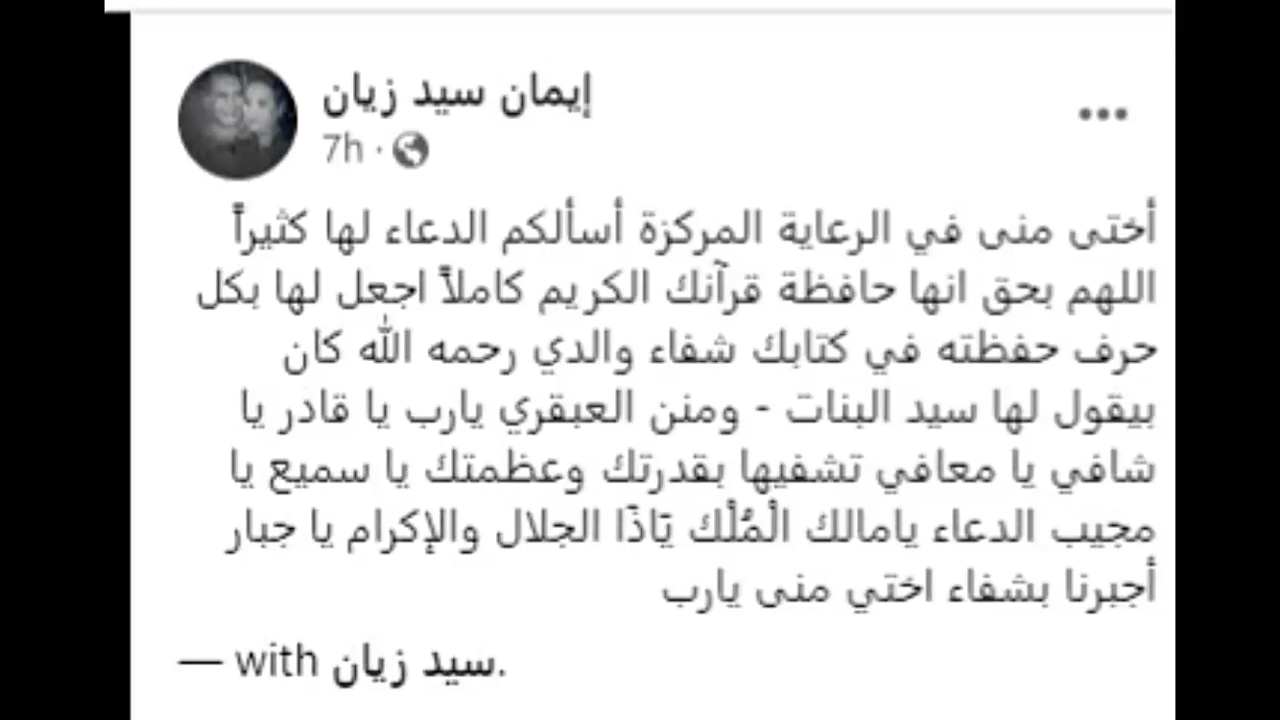 إيمان سيد زيان
7h ·
أختى منى في الرعاية المركزة أسألكم الدعاء لها كثيراً
اللهم بحق انها حافظة قرآنك الكريم كاملاً اجعل لها بكل
حرف حفظته في كتابك شفاء والدي رحمه الله كان
بيقول لها سيد البنات - ومنن العبقري يارب يا قادر يا
شافي يا معافي تشفيها بقدرتك وعظمتك يا سميع يا
مجيب الدعاء يامالك الْمُلْك يَاذَا الجلال والإكرام يا جبار
أجبرنا بشفاء اختي منى يارب
— with سيد زيان.